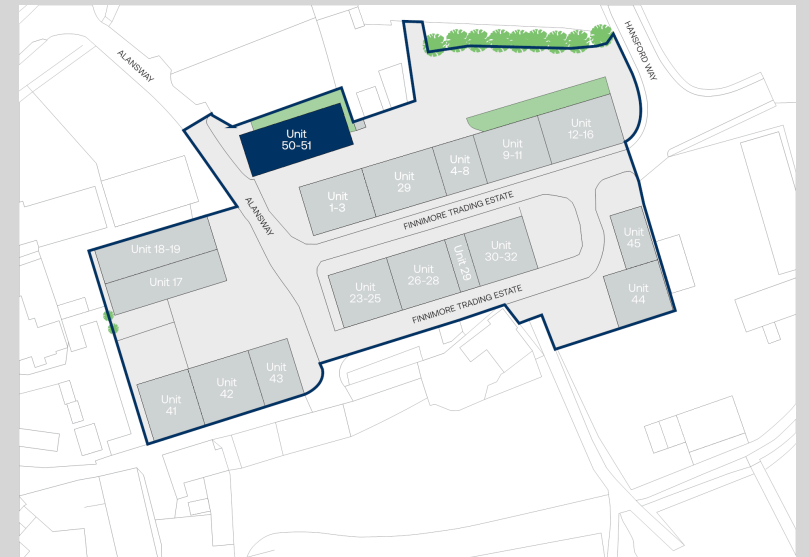 ALANSWAY
HANSFORD WAY
Unit
50-51
Unit
12-16
Unit
9-11
Unit
4-8
Unit
29
Unit
1-3
FINNIMORE TRADING ESTATE
ALANSWAY
Unit 18-19
Unit 17
Unit
45
Unit
44
Unit
30-32
Unit 29
Unit
26-28
Unit
23-25
FINNIMORE TRADING ESTATE
Unit
43
Unit
42
Unit
41